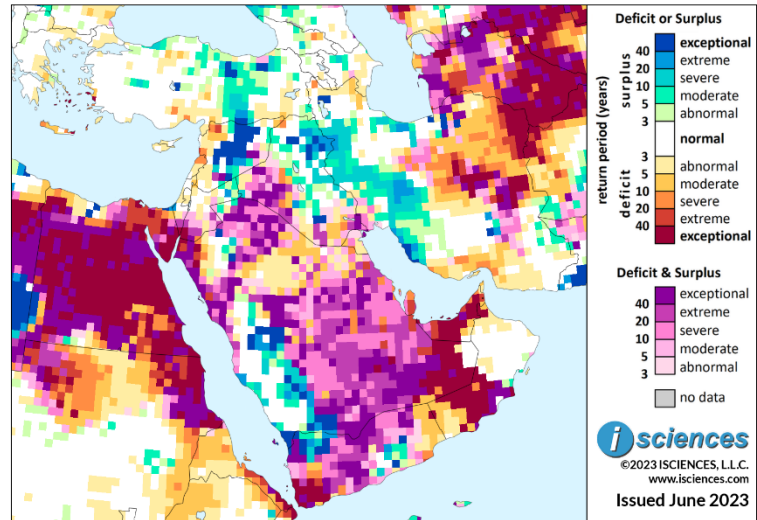 Deficit or Surplus
return period (years)
surplus
deficit
40 exceptional
20 extreme
10 severe
5 moderate
3 abnormal
normal
3 abnormal
5 moderate
10 severe
20 extreme
40 exceptional
Deficit & Surplus
40 exceptional
20 extreme
10 severe
5 moderate
3 abnormal
no data
i sciences
©2023 ISCIENCES, L.L.C.
www.isciences.com
Issued June 2023